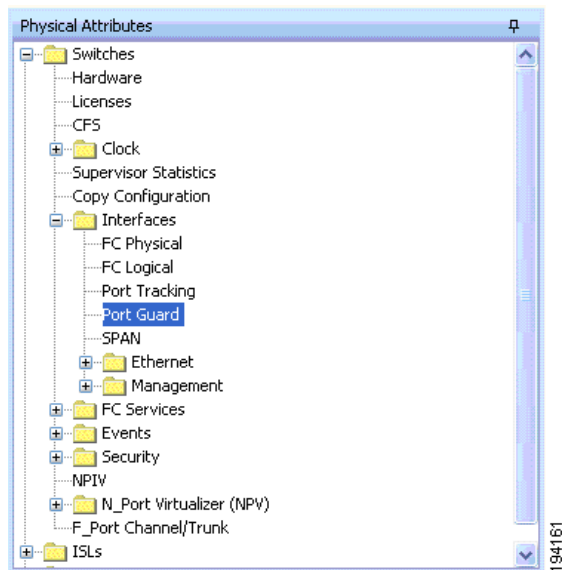 Physical Attributes
Switches
Hardware
Licenses
CFS
Clock
Supervisor Statistics
Copy Configuration
Interfaces
FC Physical
FC Logical
Port Tracking
Port Guard
SPAN
Ethernet
Management
FC Services
Events
Security
NPIV
N_Port Virtualizer (NPV)
F_Port Channel/Trunk
ISLs
194161